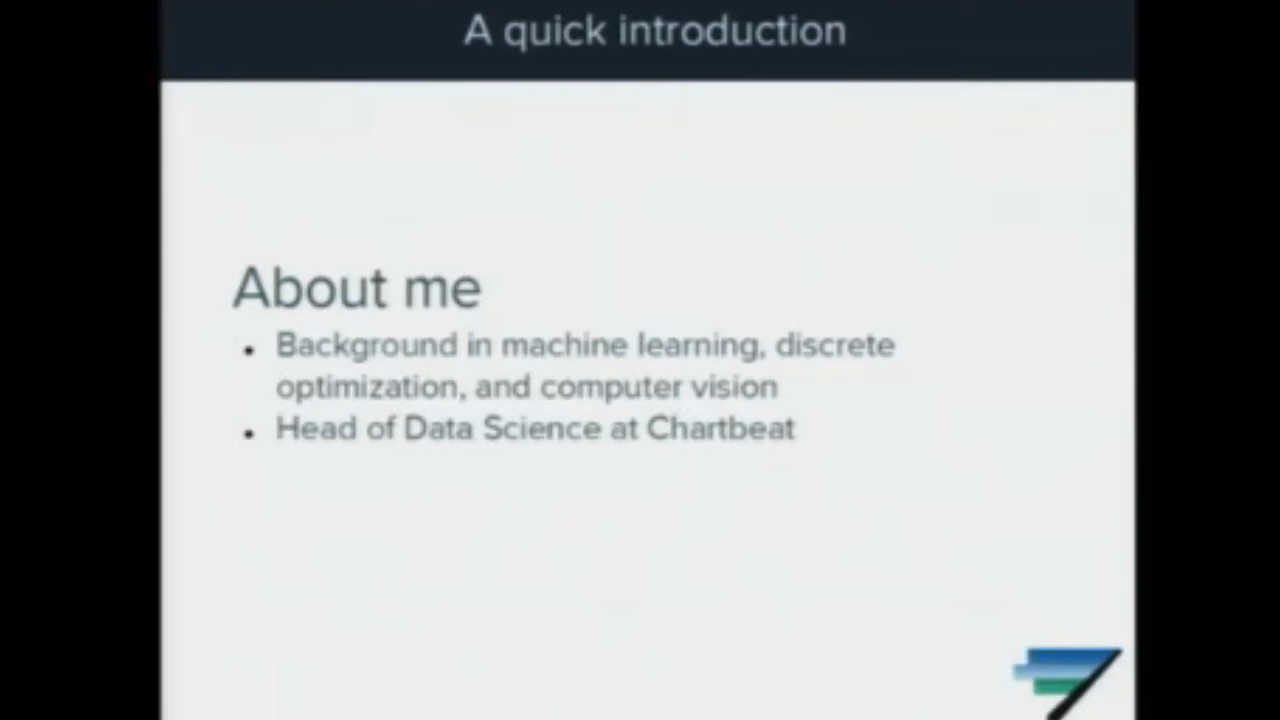 A quick introduction
About me
• Background in machine learning, discrete
optimization, and computer vision
• Head of Data Science at Chartbeat